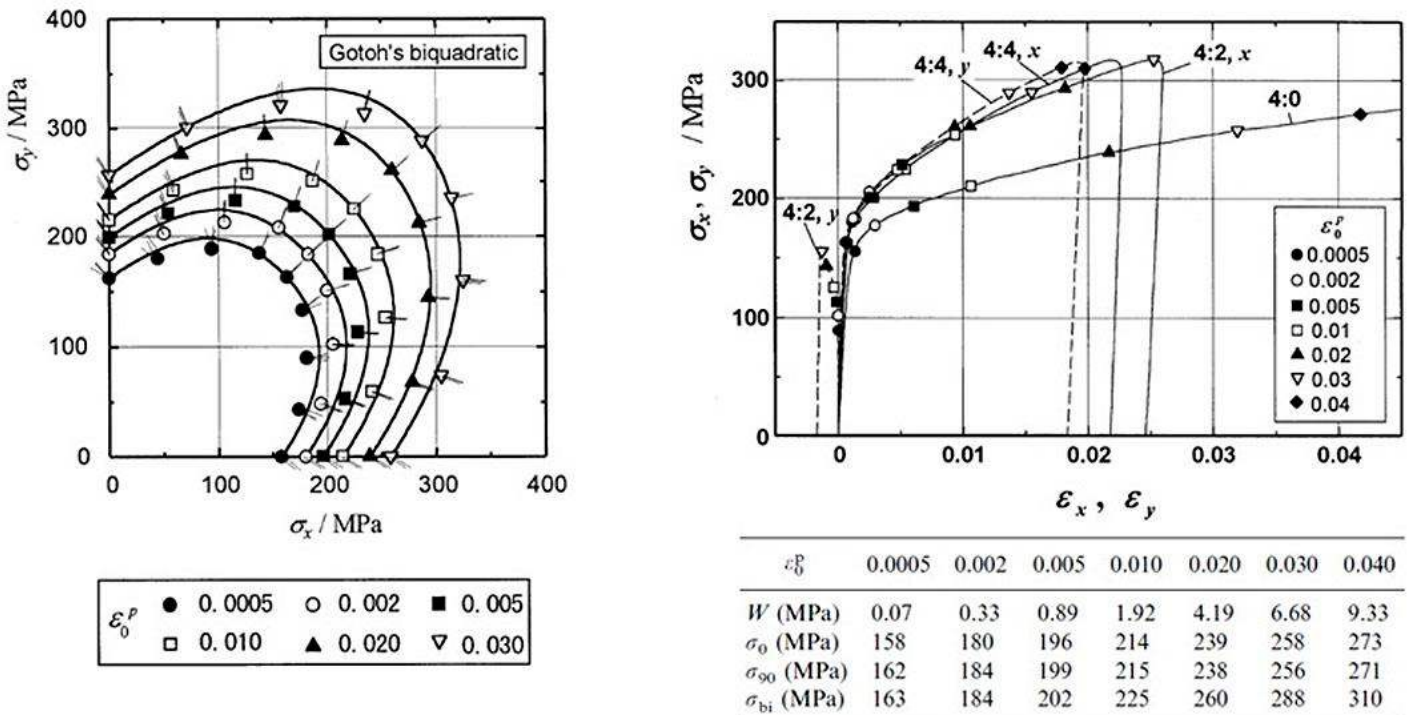 400
300
200
100
0
σy / MPa
Gotoh's biquadratic
0 100 200 300 400
σx / MPa
ε0^p ● 0.0005 ○ 0.002 ■ 0.005
□ 0.010 ▲ 0.020 ▽ 0.030
300
200
100
0
σx, σy / MPa
4:4, y
4:4, x
4:2, x
4:0
4:2, y
ε0^p
● 0.0005
○ 0.002
■ 0.005
□ 0.01
▲ 0.02
▽ 0.03
◆ 0.04
0 0.01 0.02 0.03 0.04
εx, εy
ε0^p 0.0005 0.002 0.005 0.010 0.020 0.030 0.040
W (MPa) 0.07 0.33 0.89 1.92 4.19 6.68 9.33
σ0 (MPa) 158 180 196 214 239 258 273
σ90 (MPa) 162 184 199 215 238 256 271
σbi (MPa) 163 184 202 225 260 288 310